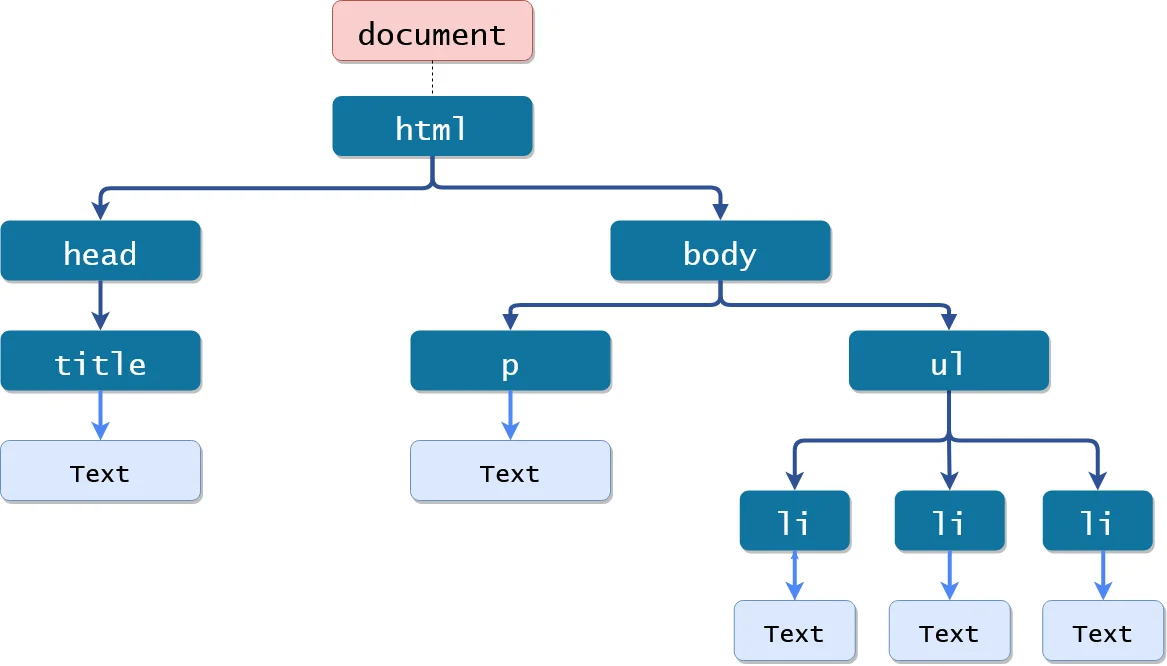 document
html
head
body
title
p
ul
Text
Text
li
li
li
Text
Text
Text